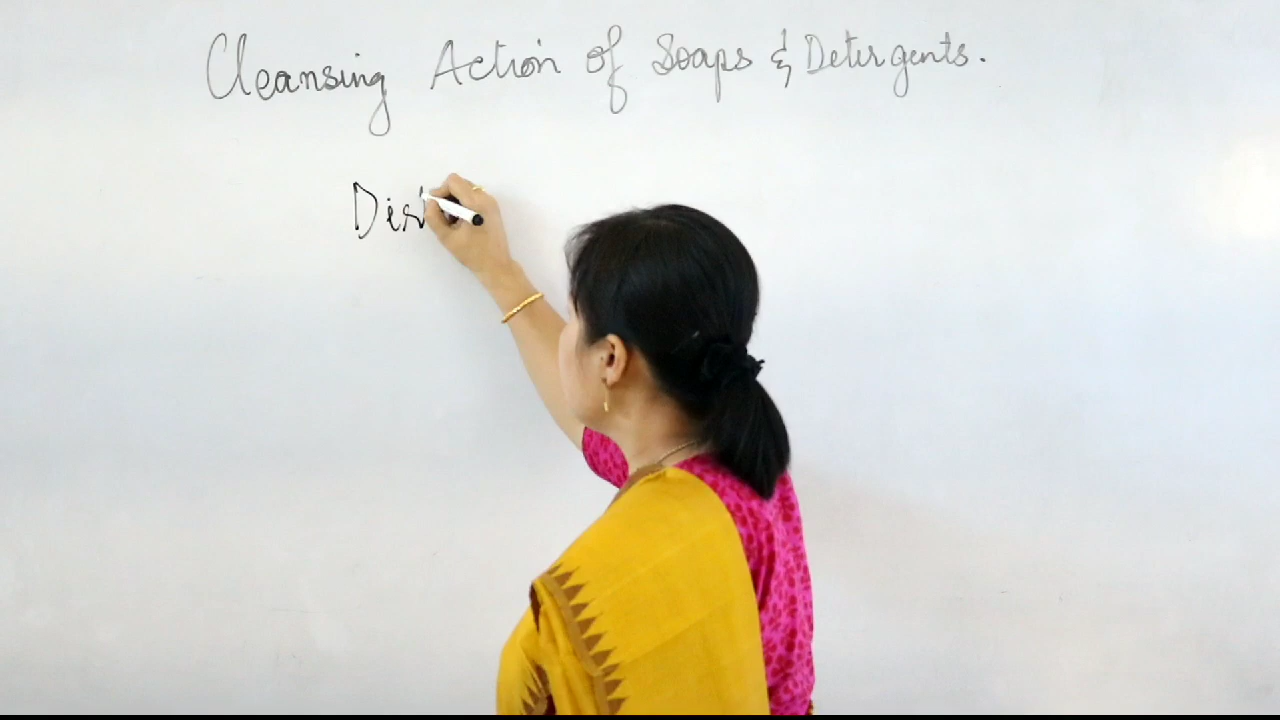 Cleansing Action of Soaps & Detergents.